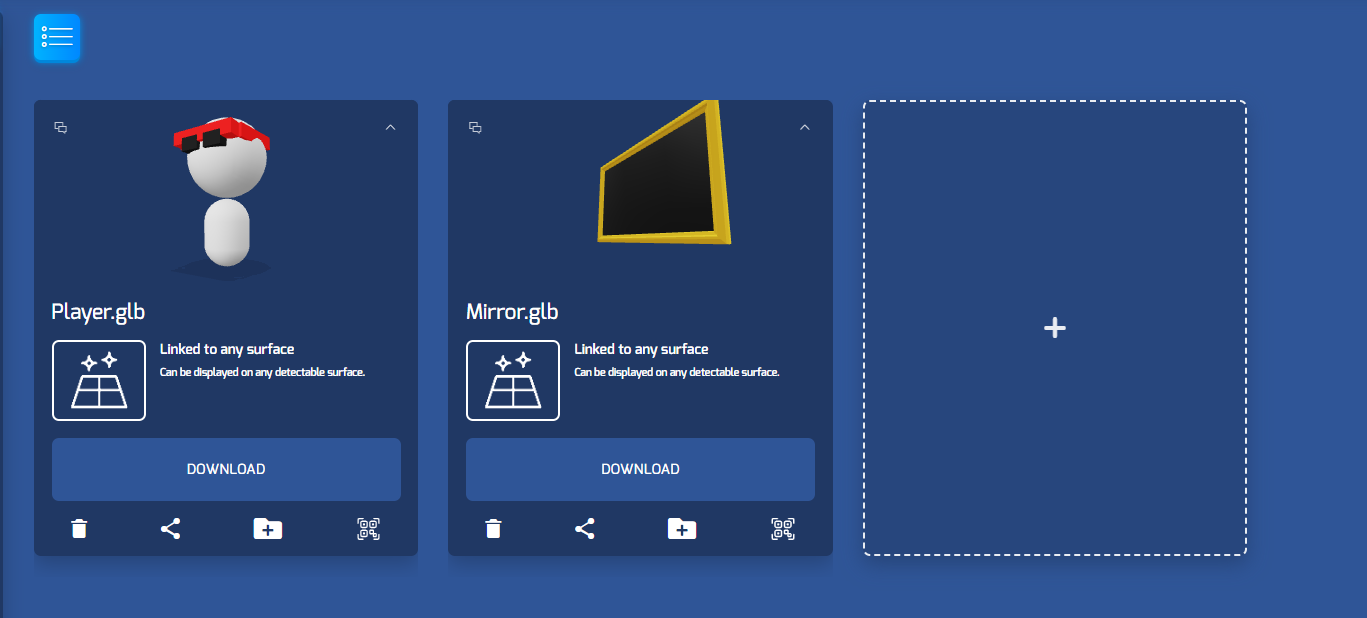 Player.glb
Linked to any surface
Can be displayed on any detectable surface.
DOWNLOAD
Mirror.glb
Linked to any surface
Can be displayed on any detectable surface.
DOWNLOAD